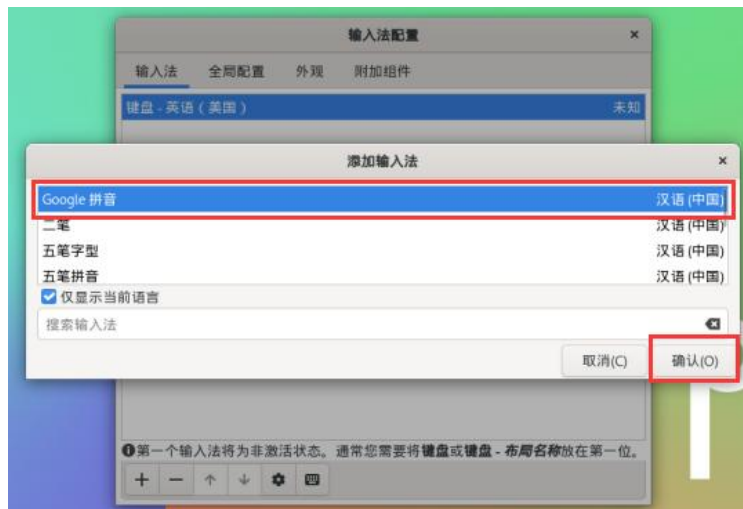 输入法配置 ×
输入法 全局配置 外观 附加组件
键盘 - 英语（美国） 未知
添加输入法 ×
Google 拼音 汉语 (中国)
二笔 汉语 (中国)
五笔字型 汉语 (中国)
五笔拼音 汉语 (中国)
仅显示当前语言
搜索输入法
取消(C) 确认(O)
第一个输入法将为非激活状态。通常您需要将键盘或键盘 - 布局名称放在第一位。